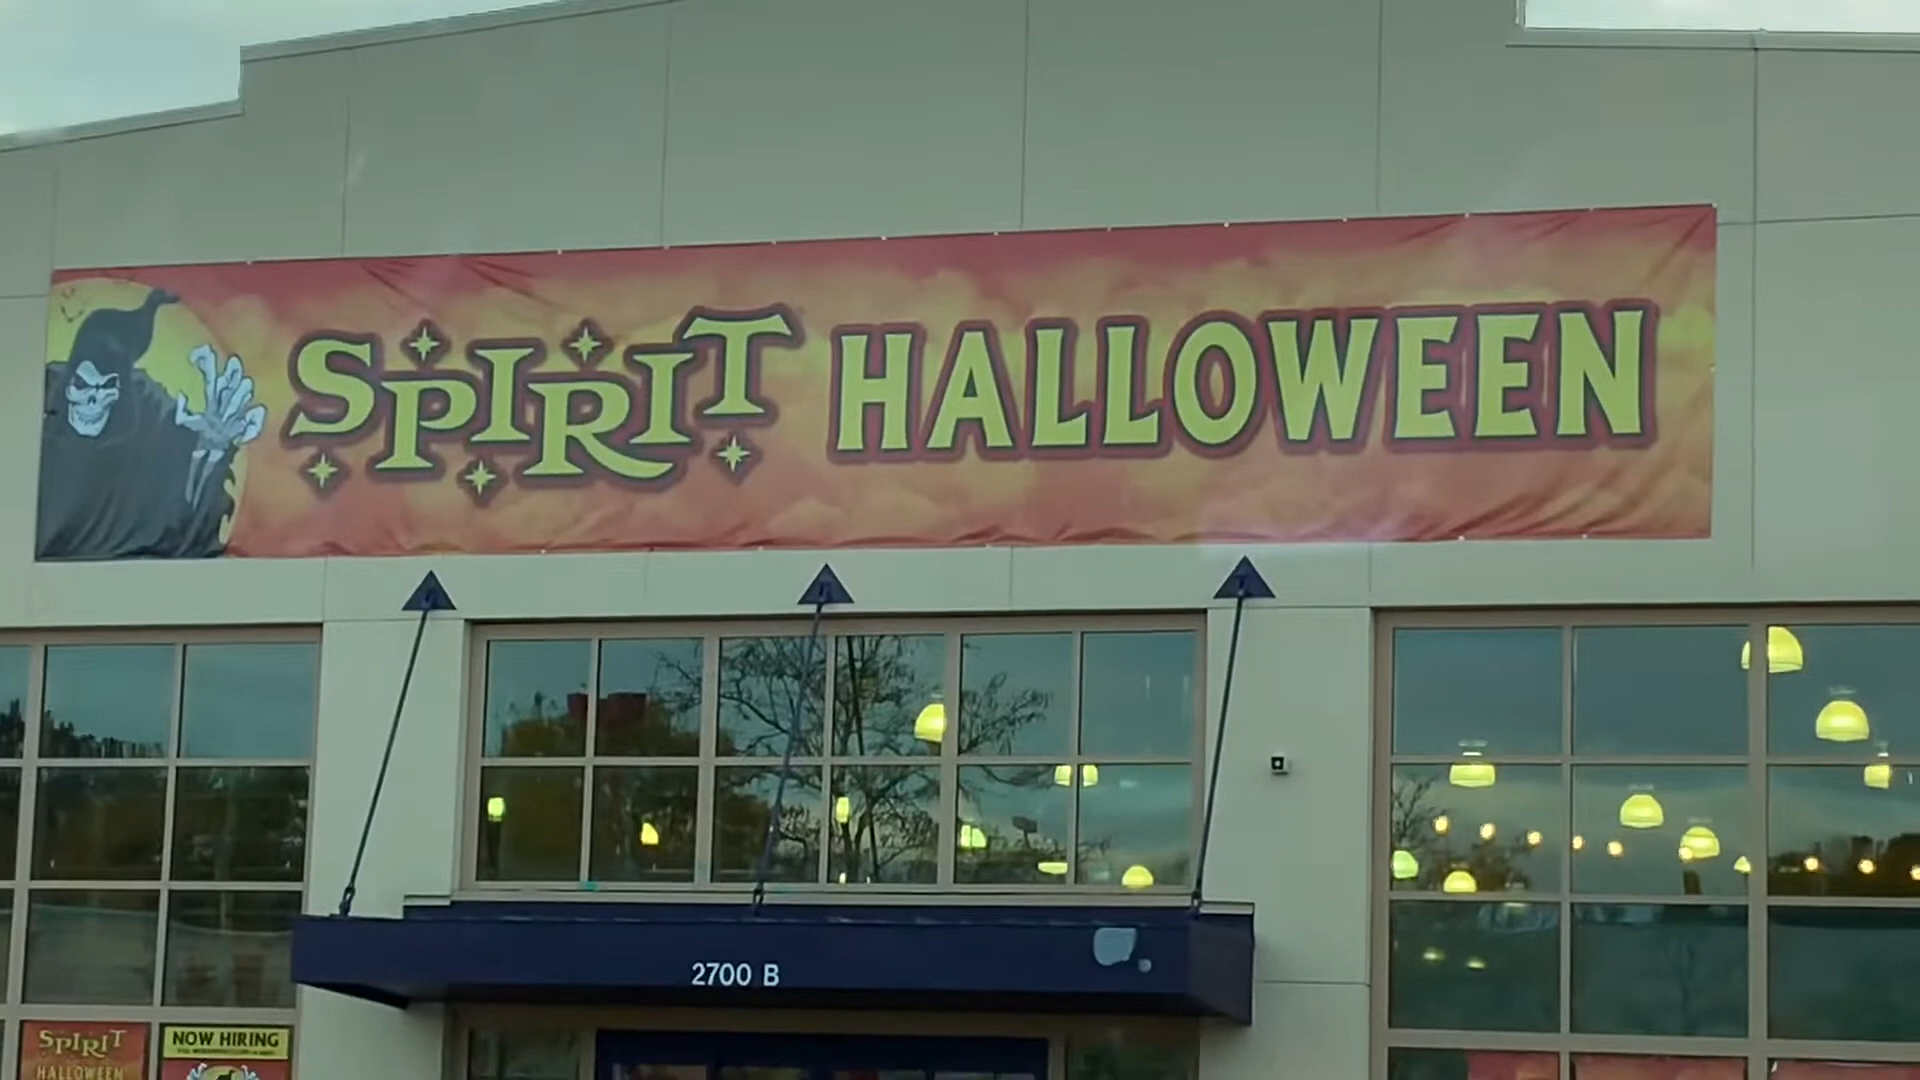 SPIRIT HALLOWEEN
2700 B
SPIRIT
HALLOWEEN
NOW HIRING